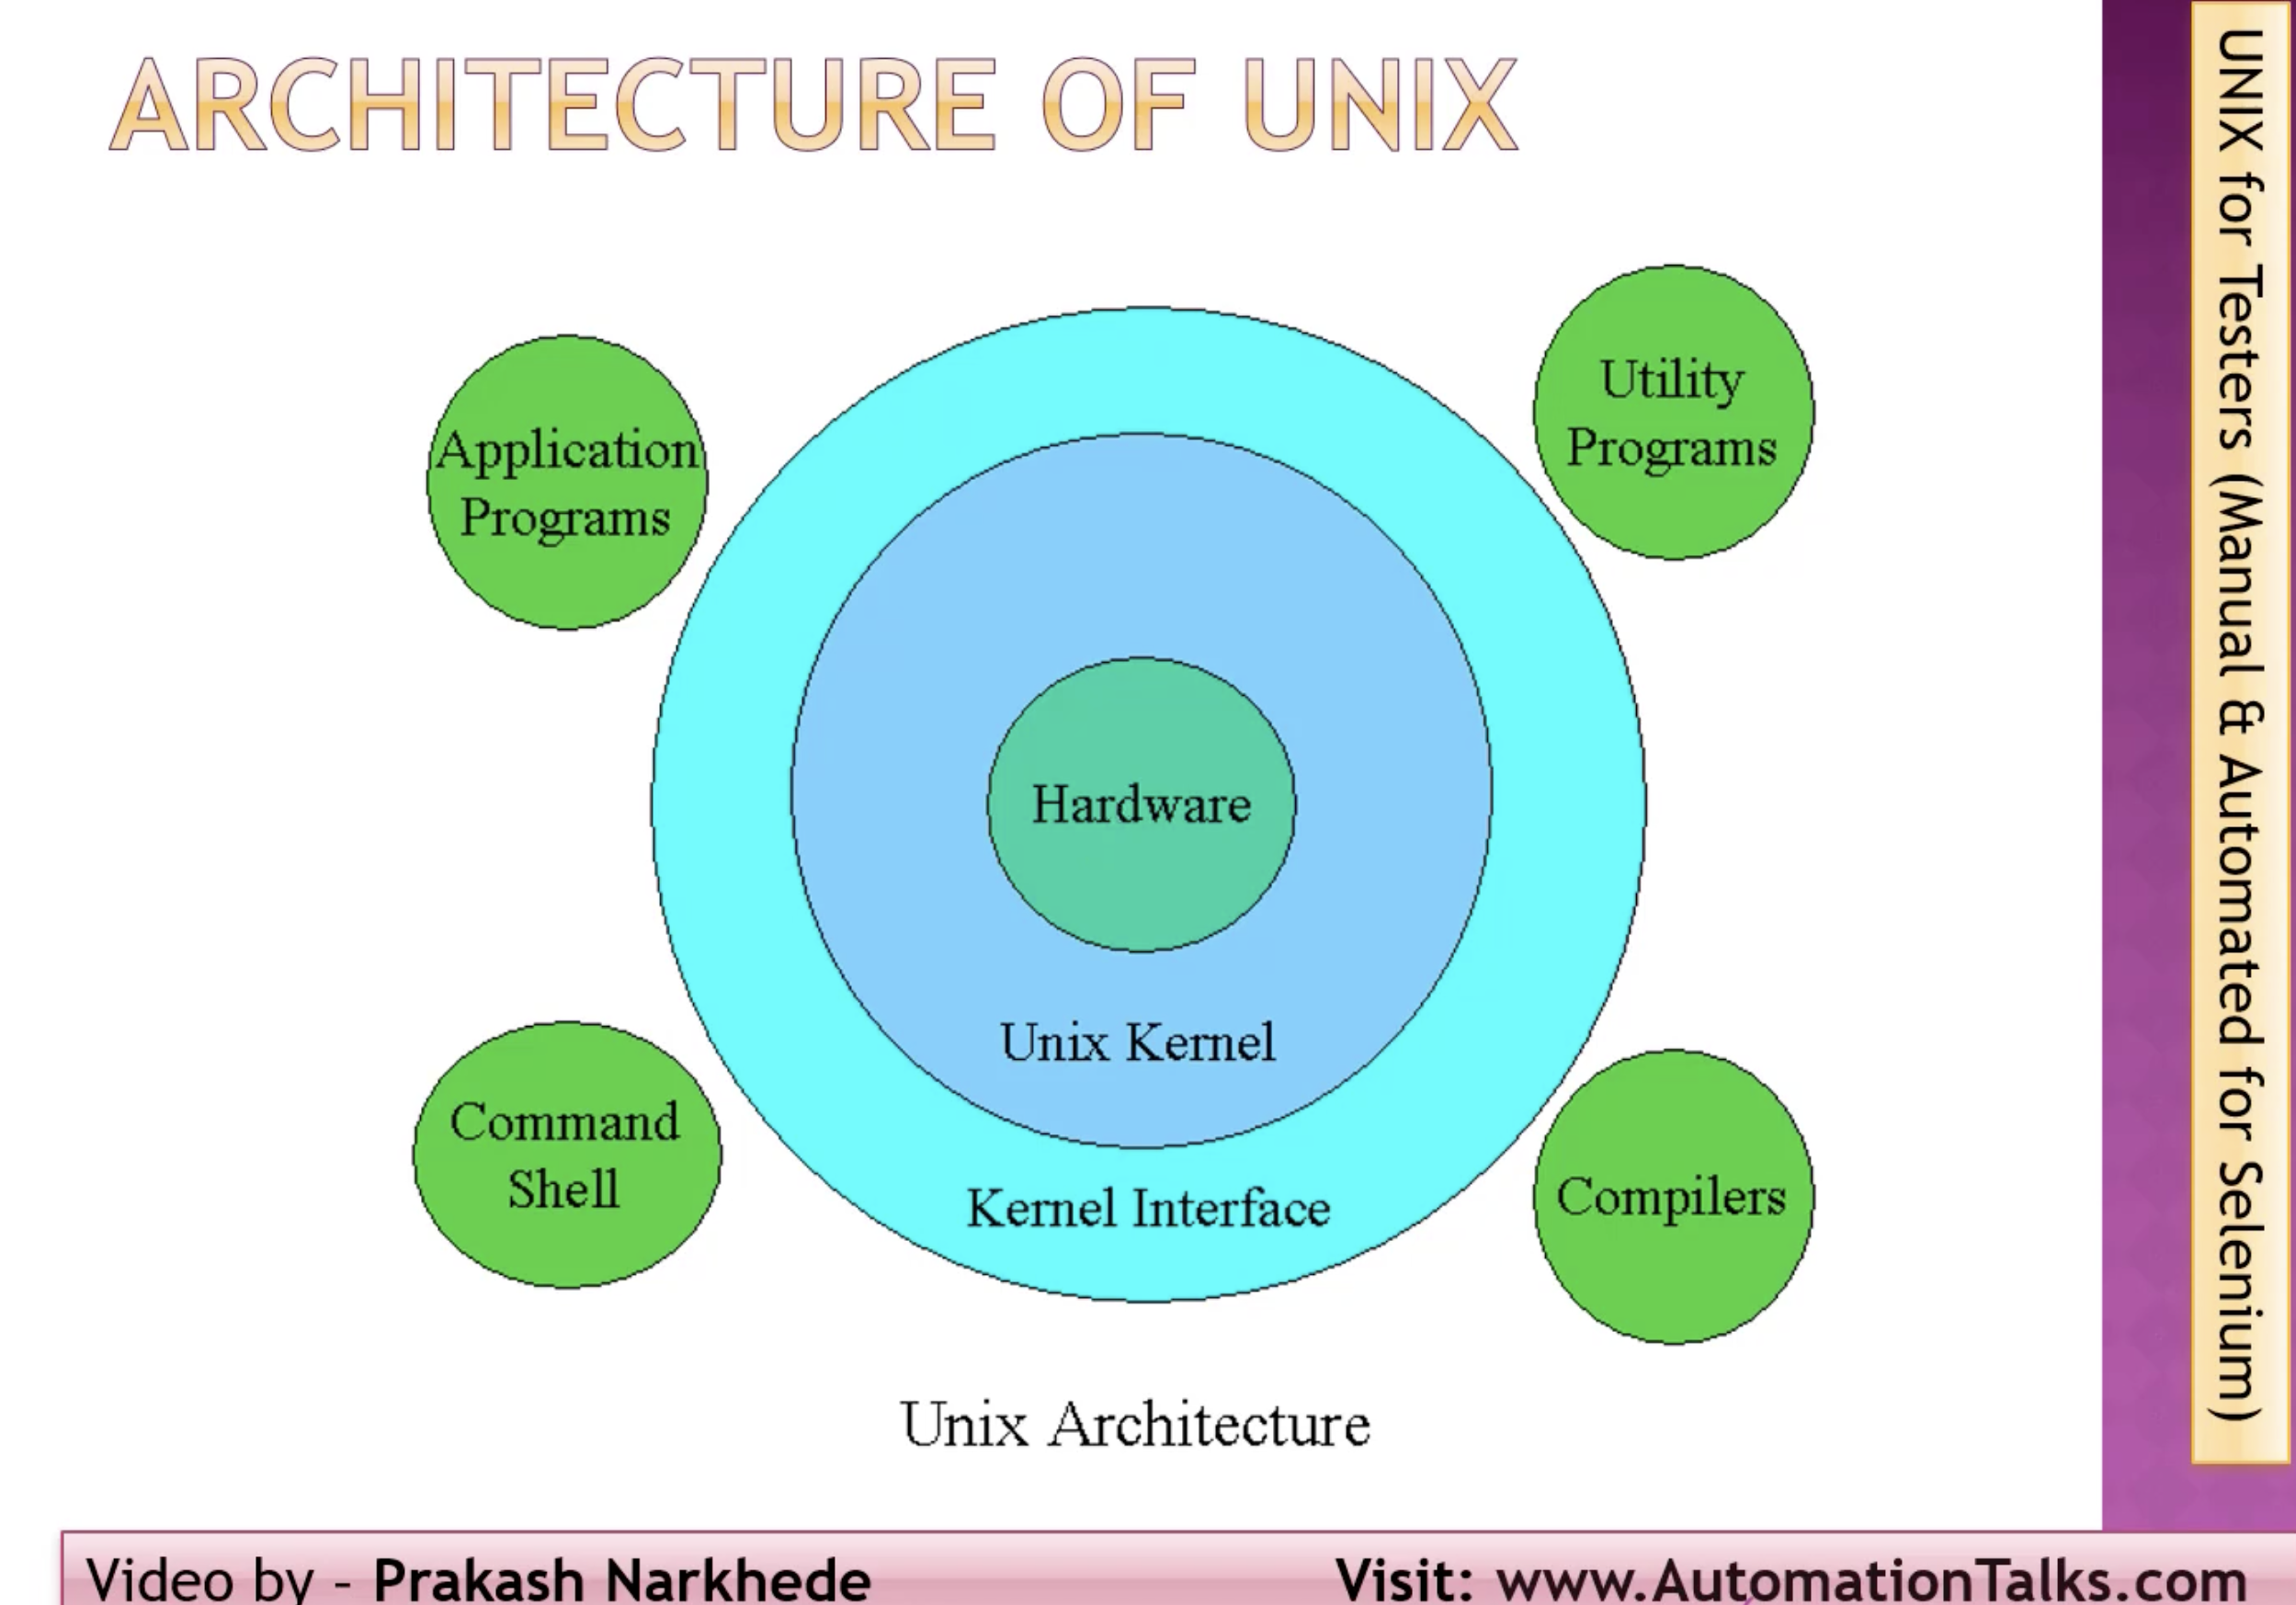 ARCHITECTURE OF UNIX
Application
Programs
Utility
Programs
Hardware
Unix Kernel
Kernel Interface
Command
Shell
Compilers
Unix Architecture
UNIX for Testers (Manual & Automated for Selenium)
Video by - Prakash Narkhede
Visit: www.AutomationTalks.com